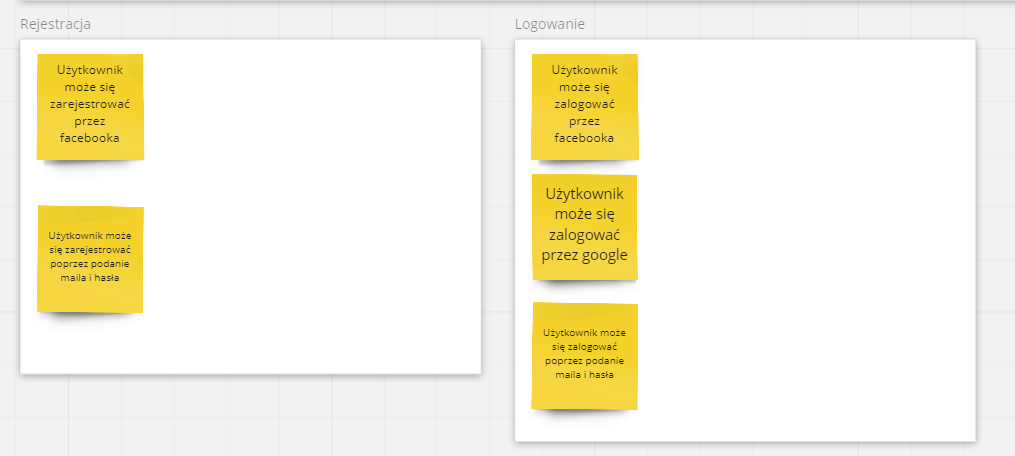 Rejestracja
Użytkownik
może się
zarejestrować
przez
facebooka
Użytkownik może
się zarejestrować
poprzez podanie
maila i hasła
Logowanie
Użytkownik
może się
zalogować
przez
facebooka
Użytkownik
może się
zalogować
przez google
Użytkownik może
się zalogować
poprzez podanie
maila i hasła